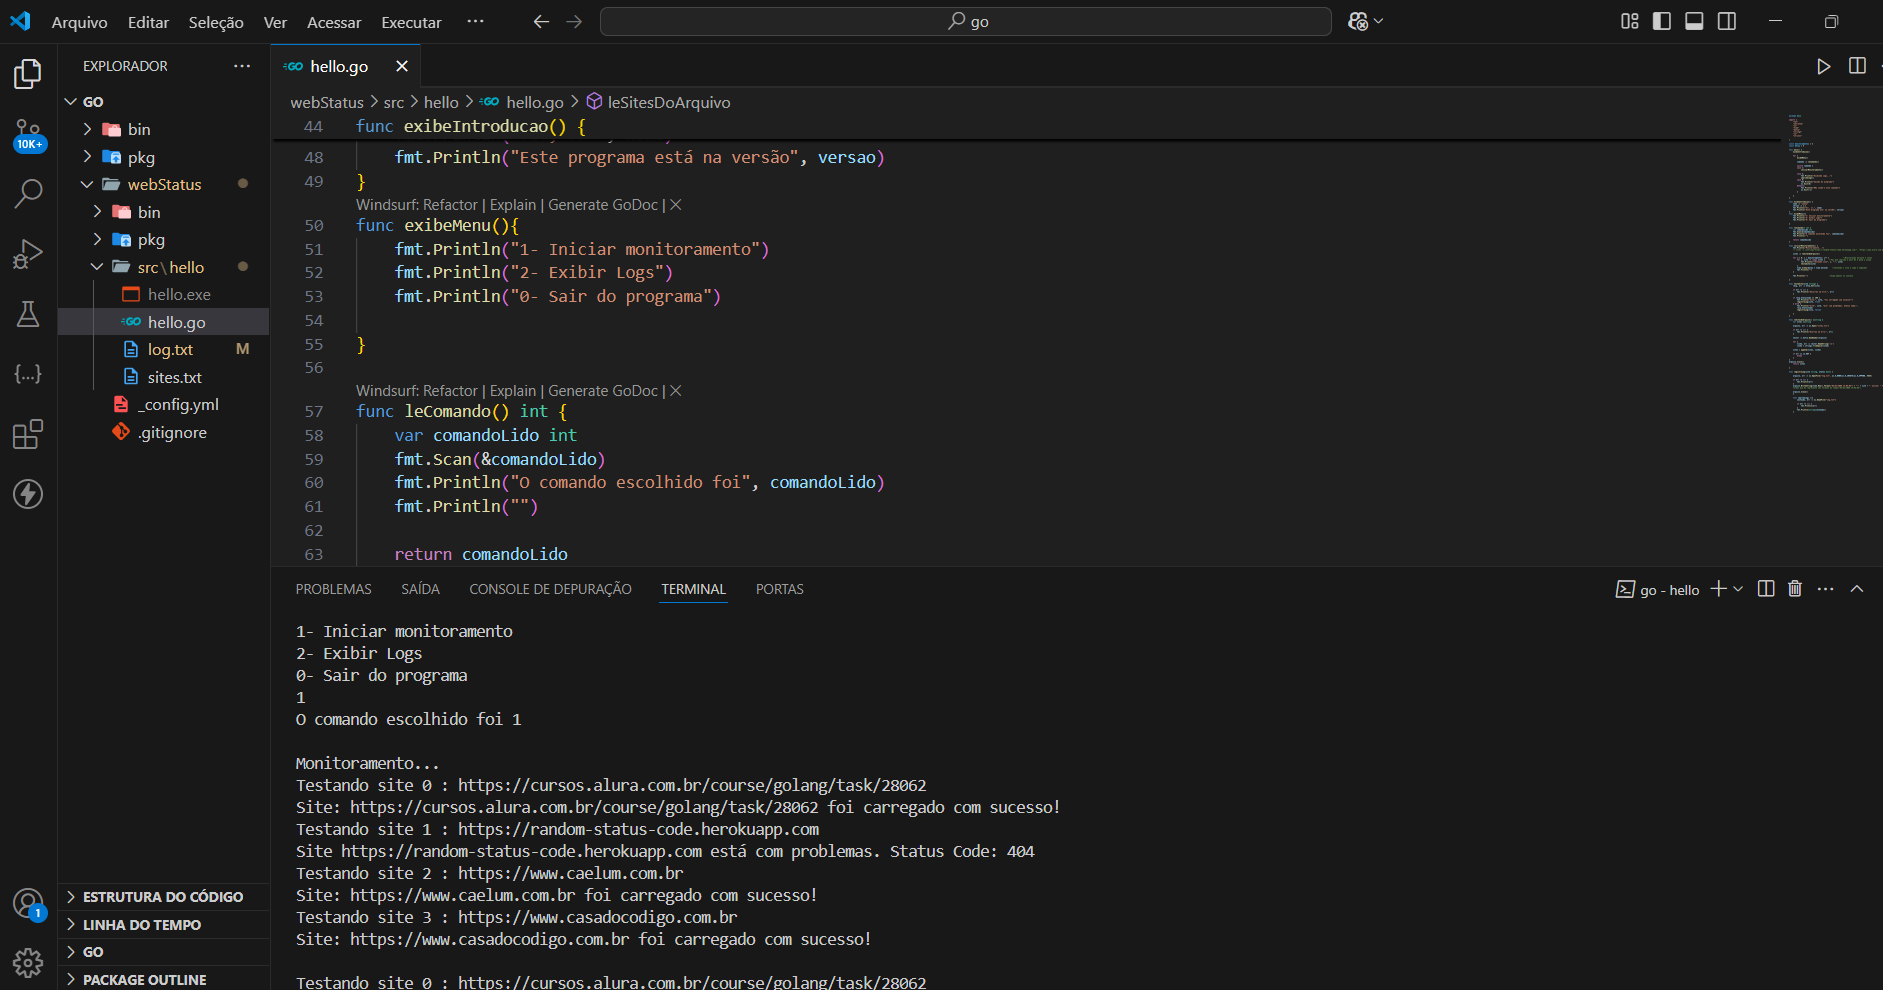 Arquivo Editar Seleção Ver Acessar Executar ··· go
EXPLORADOR ···
GO
bin
pkg
webStatus
bin
pkg
src\hello
hello.exe
hello.go
log.txt M
sites.txt
_config.yml
.gitignore
ESTRUTURA DO CÓDIGO
LINHA DO TEMPO
GO
PACKAGE OUTLINE
10K+
1
GO hello.go
webStatus > src > hello > GO hello.go > leSitesDoArquivo
44 func exibeIntroducao() {
48 fmt.Println("Este programa está na versão", versao)
49 }
Windsurf: Refactor | Explain | Generate GoDoc | X
50 func exibeMenu(){
51 fmt.Println("1- Iniciar monitoramento")
52 fmt.Println("2- Exibir Logs")
53 fmt.Println("0- Sair do programa")
54
55 }
56
Windsurf: Refactor | Explain | Generate GoDoc | X
57 func leComando() int {
58 var comandoLido int
59 fmt.Scan(&comandoLido)
60 fmt.Println("O comando escolhido foi", comandoLido)
61 fmt.Println("")
62
63 return comandoLido
PROBLEMAS SAÍDA CONSOLE DE DEPURAÇÃO TERMINAL PORTAS go - hello
1- Iniciar monitoramento
2- Exibir Logs
0- Sair do programa
1
O comando escolhido foi 1
Monitoramento...
Testando site 0 : https://cursos.alura.com.br/course/golang/task/28062
Site: https://cursos.alura.com.br/course/golang/task/28062 foi carregado com sucesso!
Testando site 1 : https://random-status-code.herokuapp.com
Site https://random-status-code.herokuapp.com está com problemas. Status Code: 404
Testando site 2 : https://www.caelum.com.br
Site: https://www.caelum.com.br foi carregado com sucesso!
Testando site 3 : https://www.casadocodigo.com.br
Site: https://www.casadocodigo.com.br foi carregado com sucesso!
Testando site 0 : https://cursos.alura.com.br/course/golang/task/28062